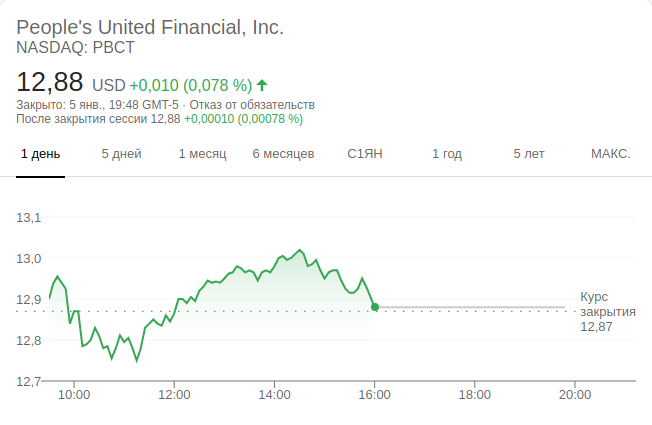 People's United Financial, Inc.
NASDAQ: PBCT
12,88 USD +0,010 (0,078 %)
Закрыто: 5 янв., 19:48 GMT-5 · Отказ от обязательств
После закрытия сессии 12,88 +0,00010 (0,00078 %)
1 день 5 дней 1 месяц 6 месяцев С1ЯН 1 год 5 лет МАКС.
13,1
13,0
12,9
12,8
12,7
Курс
закрытия
12,87
10:00 12:00 14:00 16:00 18:00 20:00